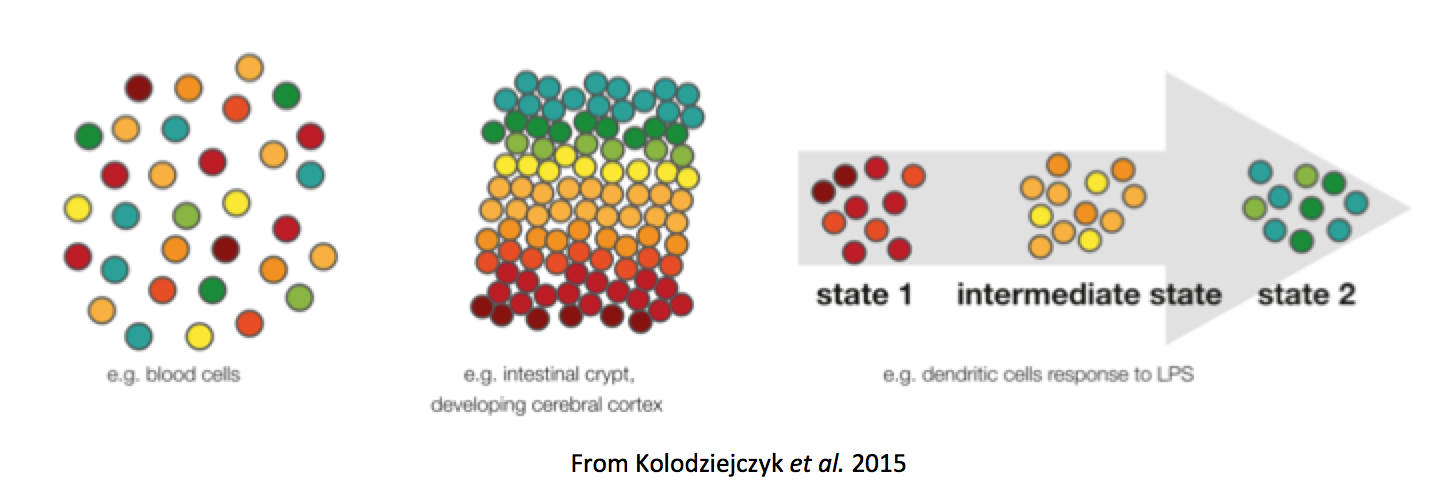 state 1
intermediate state
state 2
e.g. blood cells
e.g. intestinal crypt,
developing cerebral cortex
e.g. dendritic cells response to LPS
From Kolodziejczyk et al. 2015